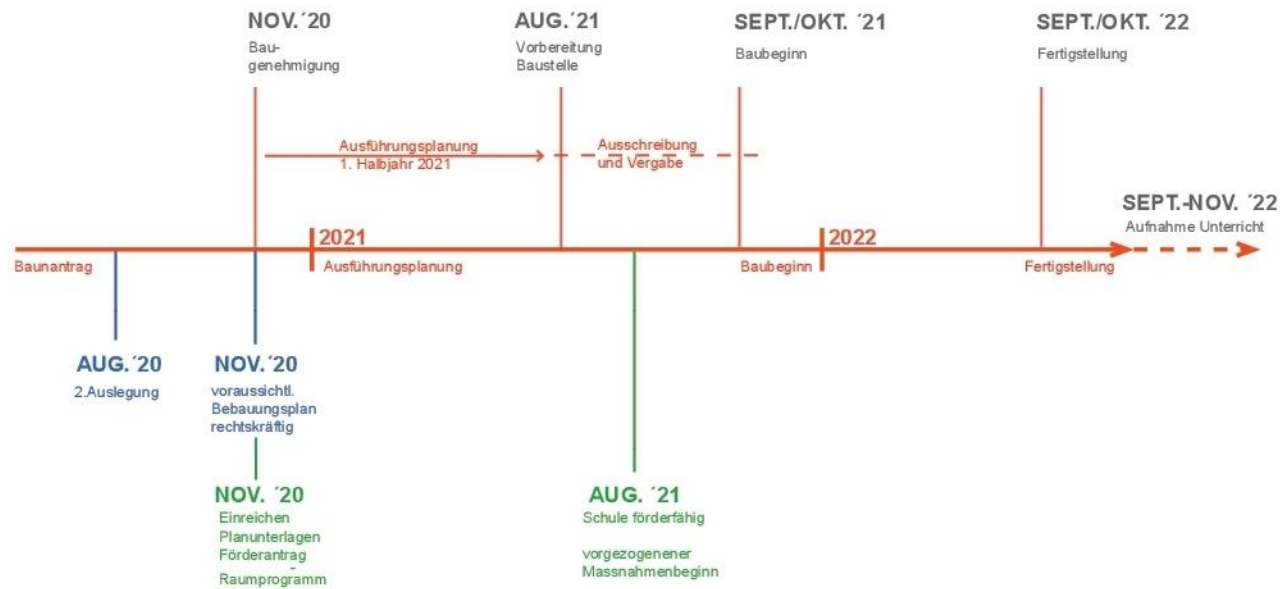 NOV.´20
Bau-
genehmigung
AUG.´21
Vorbereitung
Baustelle
SEPT./OKT. ´21
Baubeginn
SEPT./OKT. ´22
Fertigstellung
Ausführungsplanung
1. Halbjahr 2021
Ausschreibung
und Vergabe
SEPT.-NOV. ´22
Aufnahme Unterricht
2021
2022
Baunantrag
Ausführungsplanung
Baubeginn
Fertigstellung
AUG.´20
2.Auslegung
NOV.´20
voraussichtl.
Bebauungsplan
rechtskräftig
NOV. ´20
Einreichen
Planunterlagen
Förderantrag
Raumprogramm
AUG. ´21
Schule förderfähig
vorgezogenener
Massnahmenbeginn